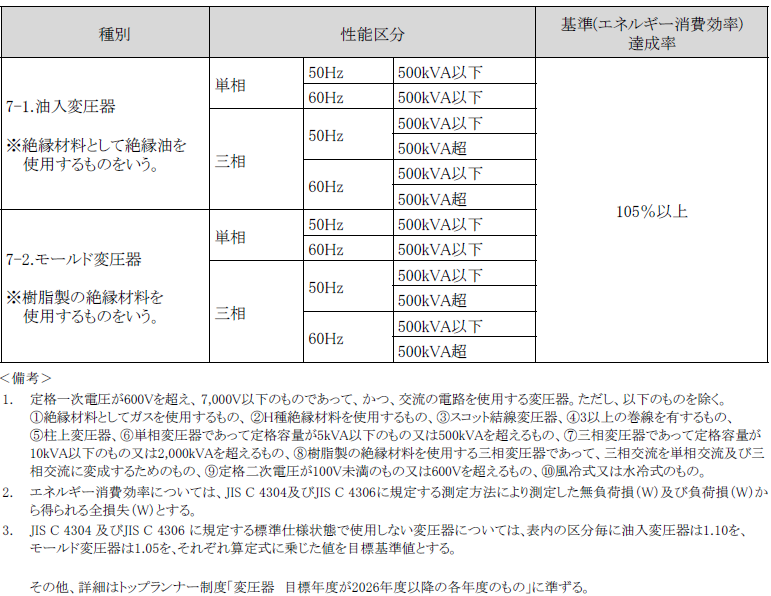 種別 性能区分 基準(エネルギー消費効率)
達成率
7-1.油入変圧器
※絶縁材料として絶縁油を
使用するものをいう。
単相 50Hz 500kVA以下
60Hz 500kVA以下
三相 50Hz 500kVA以下
500kVA超
60Hz 500kVA以下
500kVA超
7-2.モールド変圧器
※樹脂製の絶縁材料を
使用するものをいう。
単相 50Hz 500kVA以下
60Hz 500kVA以下
三相 50Hz 500kVA以下
500kVA超
60Hz 500kVA以下
500kVA超
105%以上
<備考>
1. 定格一次電圧が600Vを超え、7,000V以下のものであって、かつ、交流の電路を使用する変圧器。ただし、以下のものを除く。
①絶縁材料としてガスを使用するもの、②H種絶縁材料を使用するもの、③スコット結線変圧器、④3以上の巻線を有するもの、
⑤柱上変圧器、⑥単相変圧器であって定格容量が5kVA以下のもの又は500kVAを超えるもの、⑦三相変圧器であって定格容量が
10kVA以下のもの又は2,000kVAを超えるもの、⑧樹脂製の絶縁材料を使用する三相変圧器であって、三相交流を単相交流及び三
相交流に変成するためのもの、⑨定格二次電圧が100V未満のもの又は600Vを超えるもの、⑩風冷式又は水冷式のもの。
2. エネルギー消費効率については、JIS C 4304及びJIS C 4306に規定する測定方法により測定した無負荷損(W)及び負荷損(W)か
ら得られる全損失(W)とする。
3. JIS C 4304 及びJIS C 4306 に規定する標準仕様状態で使用しない変圧器については、表内の区分毎に油入変圧器は1.10を、
モールド変圧器は1.05を、それぞれ算定式に乗じた値を目標基準値とする。
その他、詳細はトップランナー制度「変圧器 目標年度が2026年度以降の各年度のもの」に準ずる。